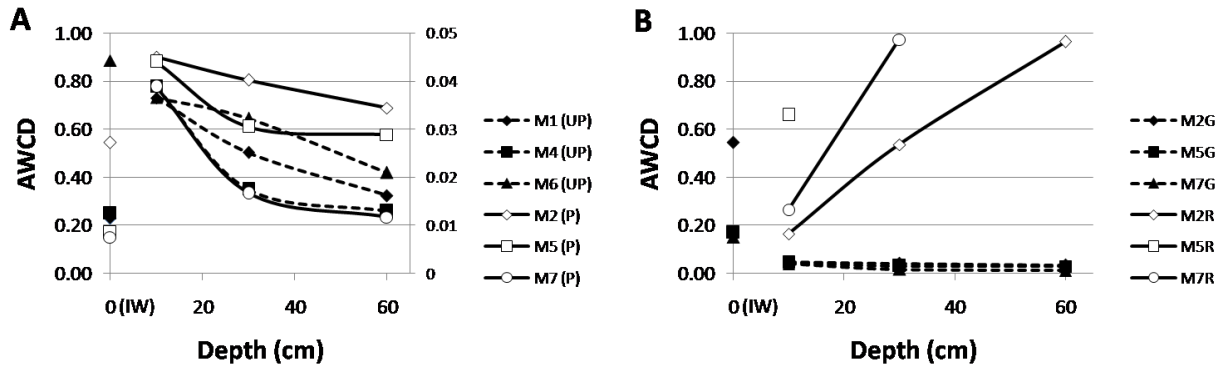 A
1.00
0.80
0.60
0.40
0.20
0.00
AWCD
0.05
0.04
0.03
0.02
0.01
0
0 (IW) 20 40 60
Depth (cm)
M1 (UP)
M4 (UP)
M6 (UP)
M2 (P)
M5 (P)
M7 (P)
B
1.00
0.80
0.60
0.40
0.20
0.00
AWCD
0 (IW) 20 40 60
Depth (cm)
M2G
M5G
M7G
M2R
M5R
M7R